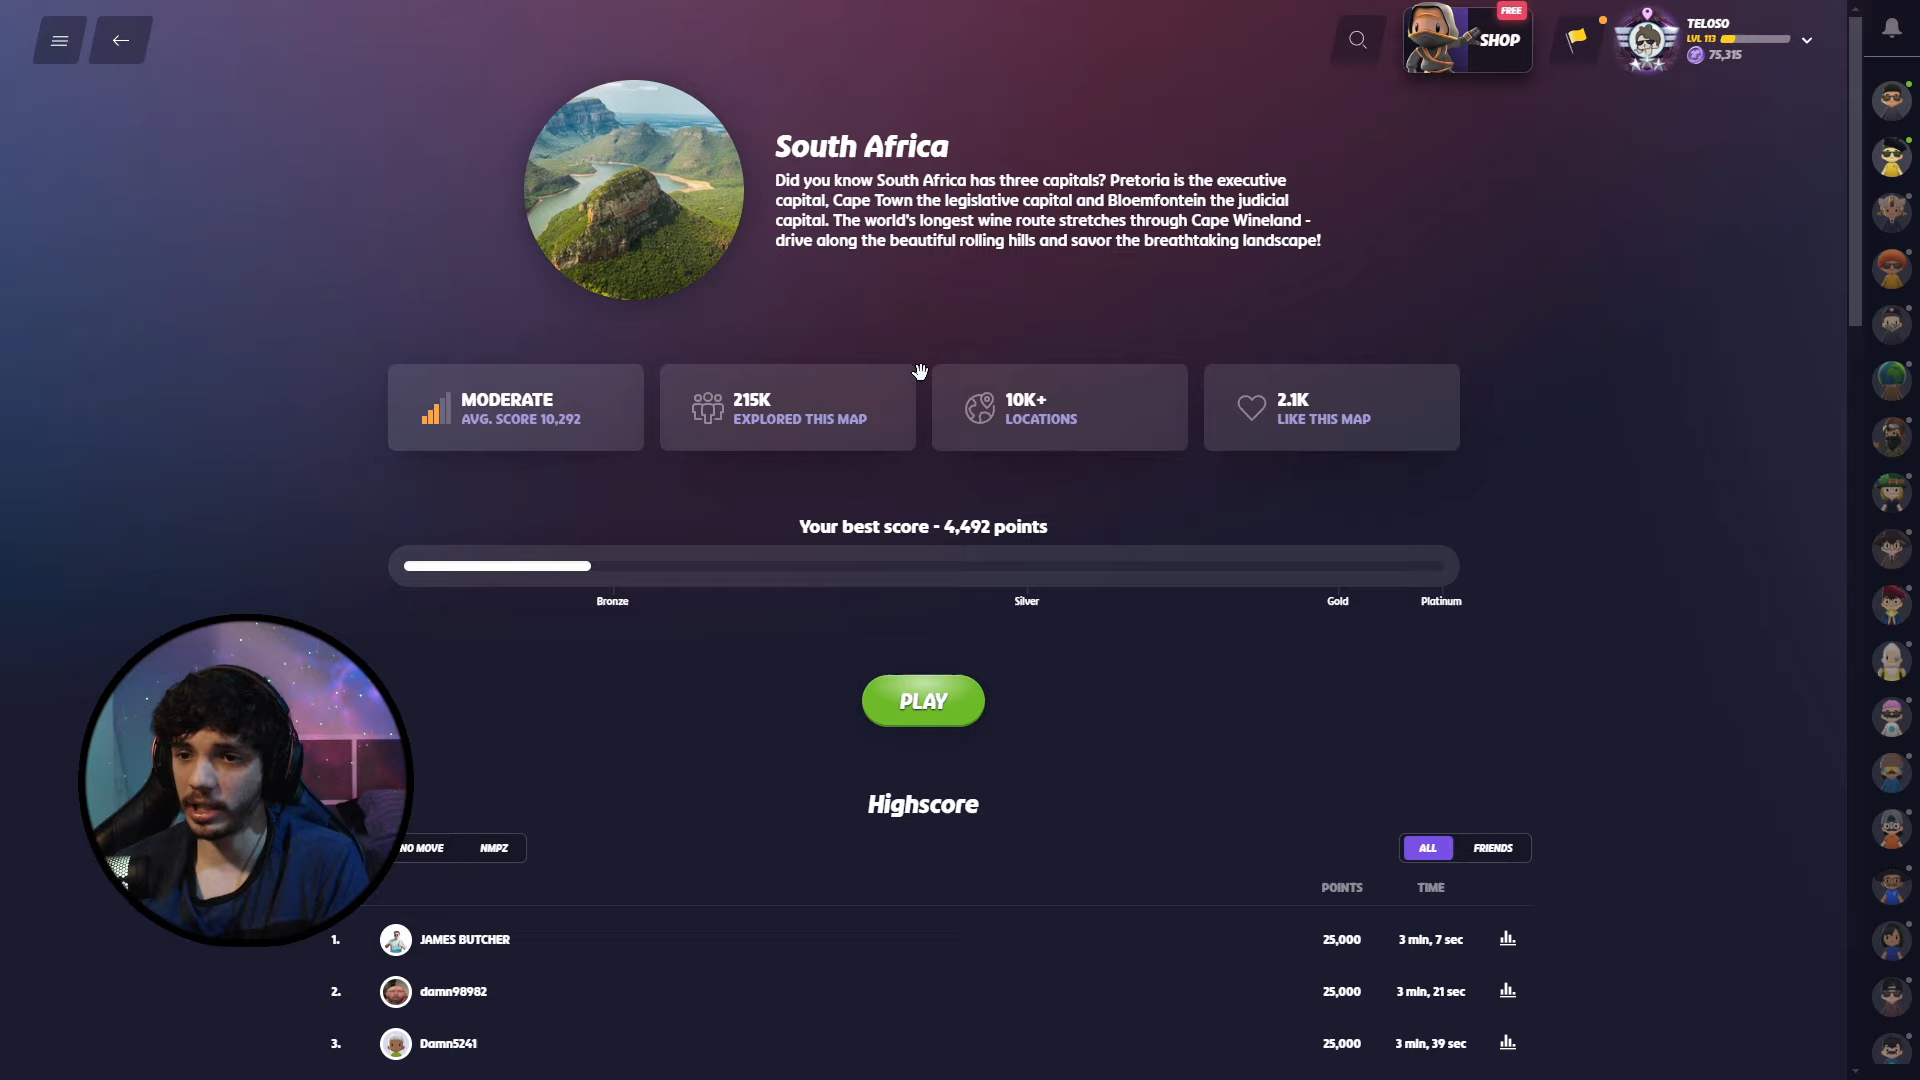 FREE
SHOP
TELOSO
LVL 113
75,315
South Africa
Did you know South Africa has three capitals? Pretoria is the executive
capital, Cape Town the legislative capital and Bloemfontein the judicial
capital. The world's longest wine route stretches through Cape Wineland -
drive along the beautiful rolling hills and savor the breathtaking landscape!
MODERATE
AVG. SCORE 10,292
215K
EXPLORED THIS MAP
10K+
LOCATIONS
2.1K
LIKE THIS MAP
Your best score - 4,492 points
Bronze Silver Gold Platinum
PLAY
Highscore
NO MOVE NMPZ ALL FRIENDS
POINTS TIME
1. JAMES BUTCHER 25,000 3 min, 7 sec
2. damn98982 25,000 3 min, 21 sec
3. Damn5241 25,000 3 min, 39 sec